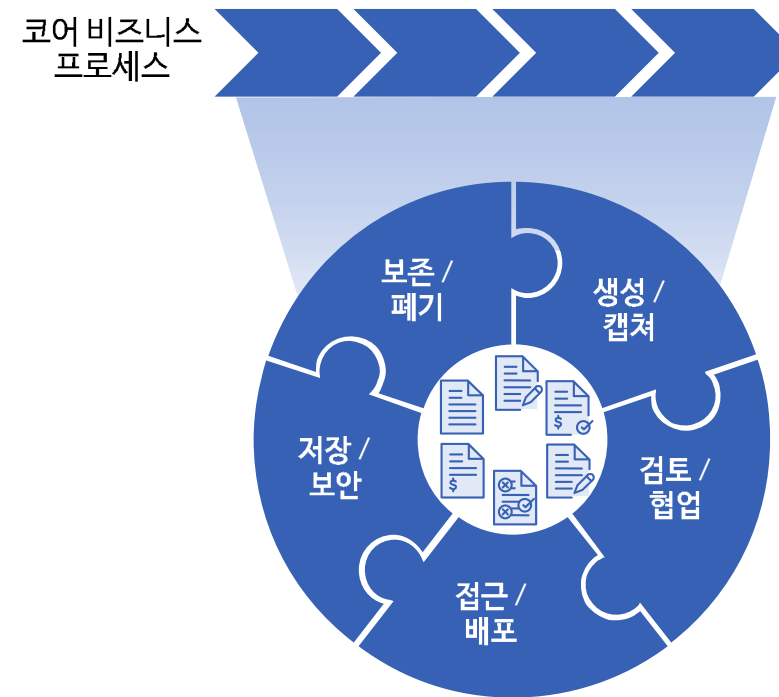 코어 비즈니스
프로세스
보존 /
폐기
생성 /
캡쳐
저장 /
보안
검토 /
협업
접근 /
배포
$
$